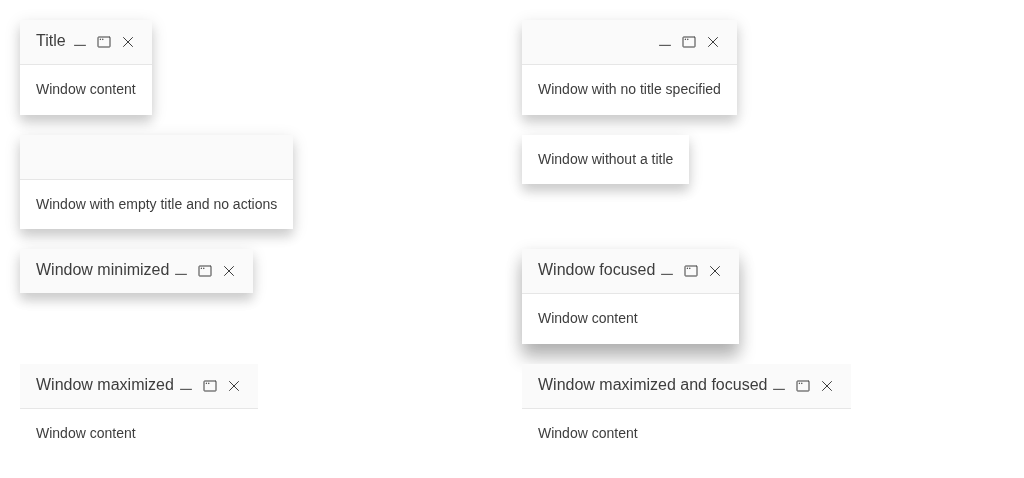 Title
Window content
Window with no title specified
Window with empty title and no actions
Window without a title
Window minimized
Window focused
Window content
Window maximized
Window content
Window maximized and focused
Window content